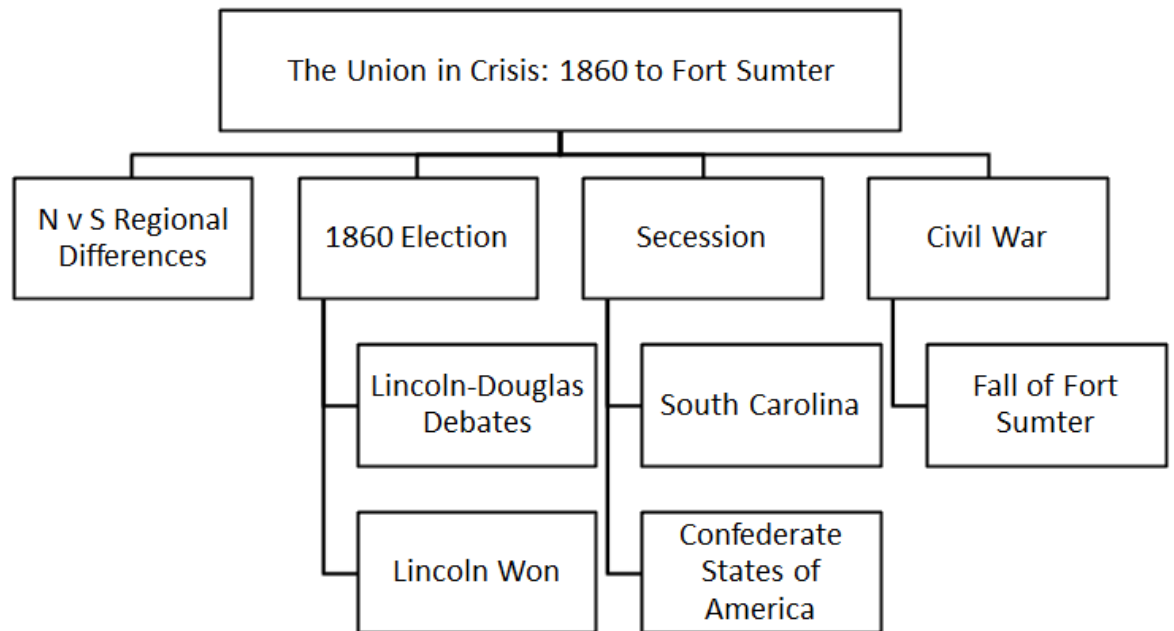 The Union in Crisis: 1860 to Fort Sumter
N v S Regional
Differences
1860 Election
Secession
Civil War
Lincoln-Douglas
Debates
South Carolina
Fall of Fort
Sumter
Lincoln Won
Confederate
States of
America